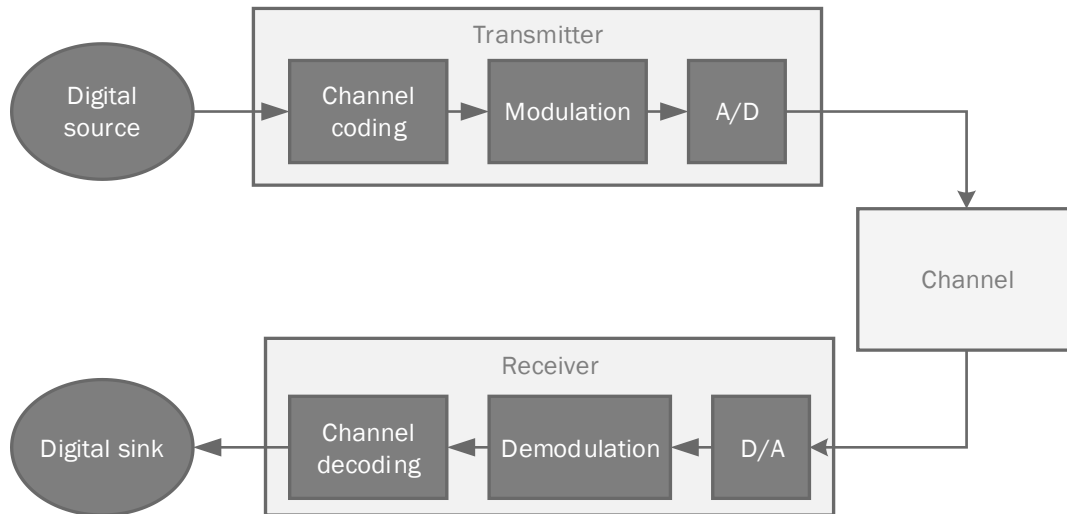 Transmitter
Digital
source
Channel
coding
Modulation
A/D
Channel
Receiver
Digital sink
Channel
decoding
Demodulation
D/A